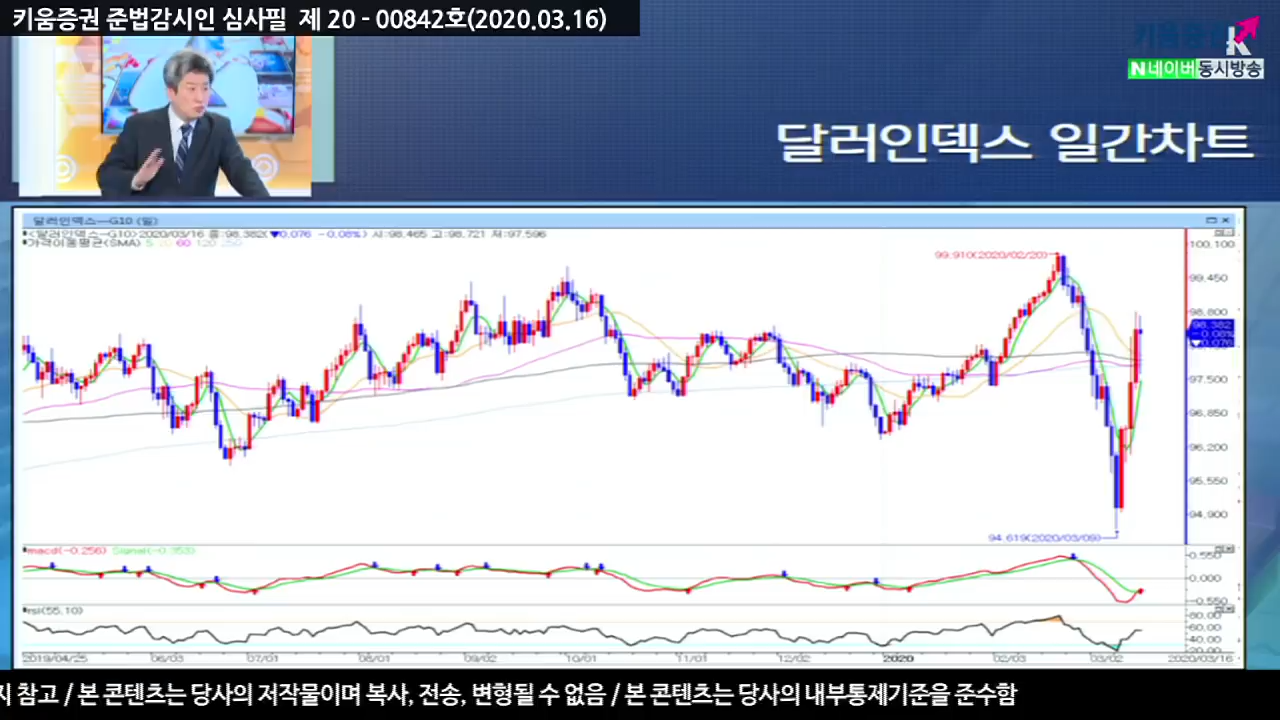 키움증권 준법감시인 심사필 제 20 - 00842호(2020.03.16)
키움증권
K
N네이버 동시방송
달러인덱스 일간차트
달러인덱스—G10 (일)
<달러인덱스—G10>2020/03/16 종:98.382(▼0.076 -0.08%) 시:98.465 고:98.721 저:97.596
가격이동평균(SMA) 5 20 60 120 250
99.910(2020/02/20)
100.100
99.450
98.800
98.382
-0.08%
▼0.076
97.500
96.850
96.200
95.550
94.900
94.619(2020/03/09)
macd(-0.256) Signal(-0.353)
0.550
0.000
-0.550
rsi(55.10)
80.00
60.00
40.00
20.00
2019/04/25 06/03 07/01 08/01 09/02 10/01 11/01 12/02 2020 02/03 03/02 2020/03/16
지 참고 / 본 콘텐츠는 당사의 저작물이며 복사, 전송, 변형될 수 없음 / 본 콘텐츠는 당사의 내부통제기준을 준수함